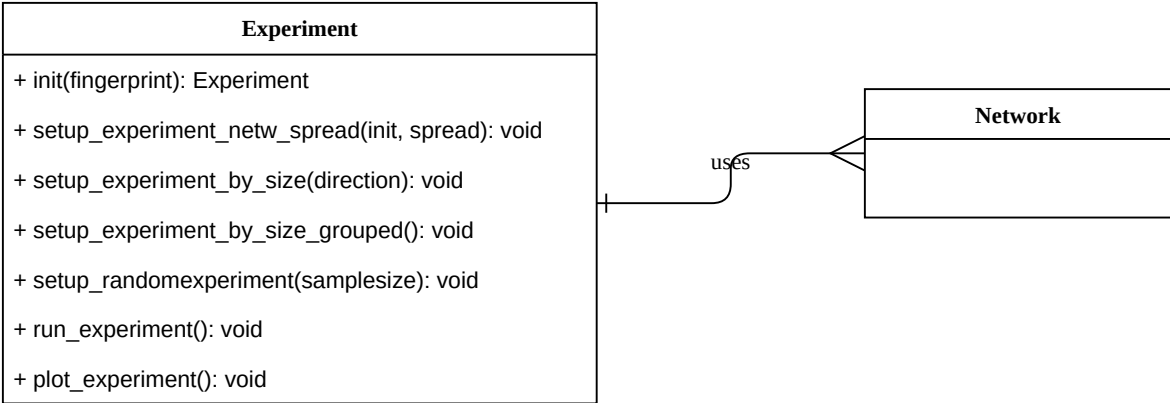 Experiment
+ init(fingerprint): Experiment
+ setup_experiment_netw_spread(init, spread): void
+ setup_experiment_by_size(direction): void
+ setup_experiment_by_size_grouped(): void
+ setup_randomexperiment(samplesize): void
+ run_experiment(): void
+ plot_experiment(): void
uses
Network